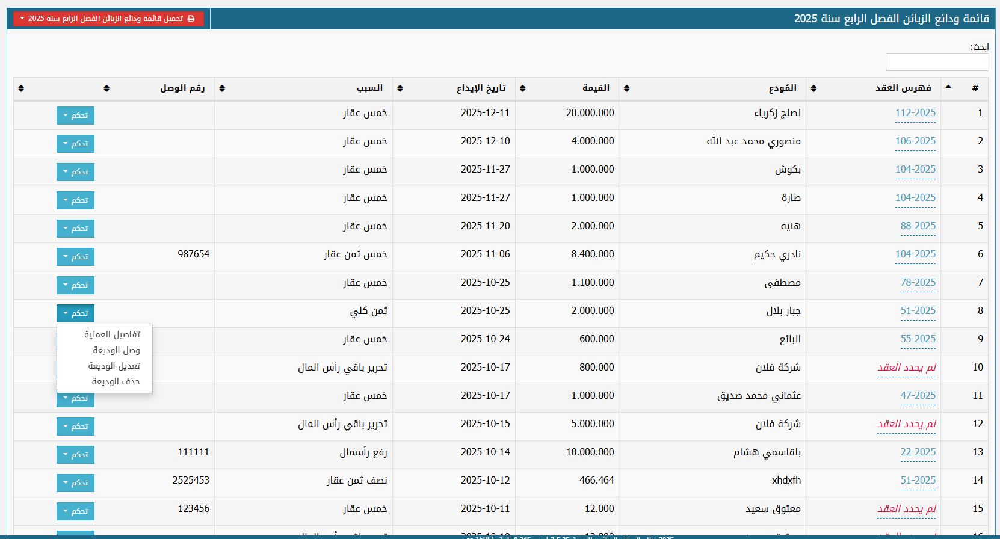 قائمة ودائع الزبائن الفصل الرابع سنة 2025
تحميل قائمة ودائع الزبائن الفصل الرابع سنة 2025
ابحث:
# فهرس العقد المُودع القيمة تاريخ الإيداع السبب رقم الوصل
1 112-2025 لصلج زكرياء 20.000.000 2025-12-11 خمس عقار تحكم
2 106-2025 منصوري محمد عبد الله 4.000.000 2025-12-10 خمس عقار تحكم
3 104-2025 بكوش 1.000.000 2025-11-27 خمس عقار تحكم
4 104-2025 صارة 1.000.000 2025-11-27 خمس عقار تحكم
5 88-2025 هنيه 2.000.000 2025-11-20 خمس عقار تحكم
6 104-2025 نادري حكيم 8.400.000 2025-11-06 خمس ثمن عقار 987654 تحكم
7 78-2025 مصطفى 1.100.000 2025-10-25 خمس عقار تحكم
8 51-2025 جبار بلال 2.000.000 2025-10-25 ثمن كلي تحكم
تفاصيل العملية
وصل الوديعة
تعديل الوديعة
حذف الوديعة
9 55-2025 البائع 600.000 2025-10-24 خمس عقار
10 لم يحدد العقد شركة فلان 800.000 2025-10-17 تحرير باقي رأس المال
11 47-2025 عثماني محمد صديق 1.000.000 2025-10-17 خمس عقار تحكم
12 لم يحدد العقد شركة فلان 5.000.000 2025-10-15 تحرير باقي رأس المال تحكم
13 22-2025 بلقاسمي هشام 10.000.000 2025-10-14 رفع رأسمال 111111 تحكم
14 51-2025 xhdxfh 466.464 2025-10-12 نصف ثمن عقار 2525453 تحكم
15 لم يحدد العقد معتوق سعيد 12.000 2025-10-11 خمس عقار 123456 تحكم